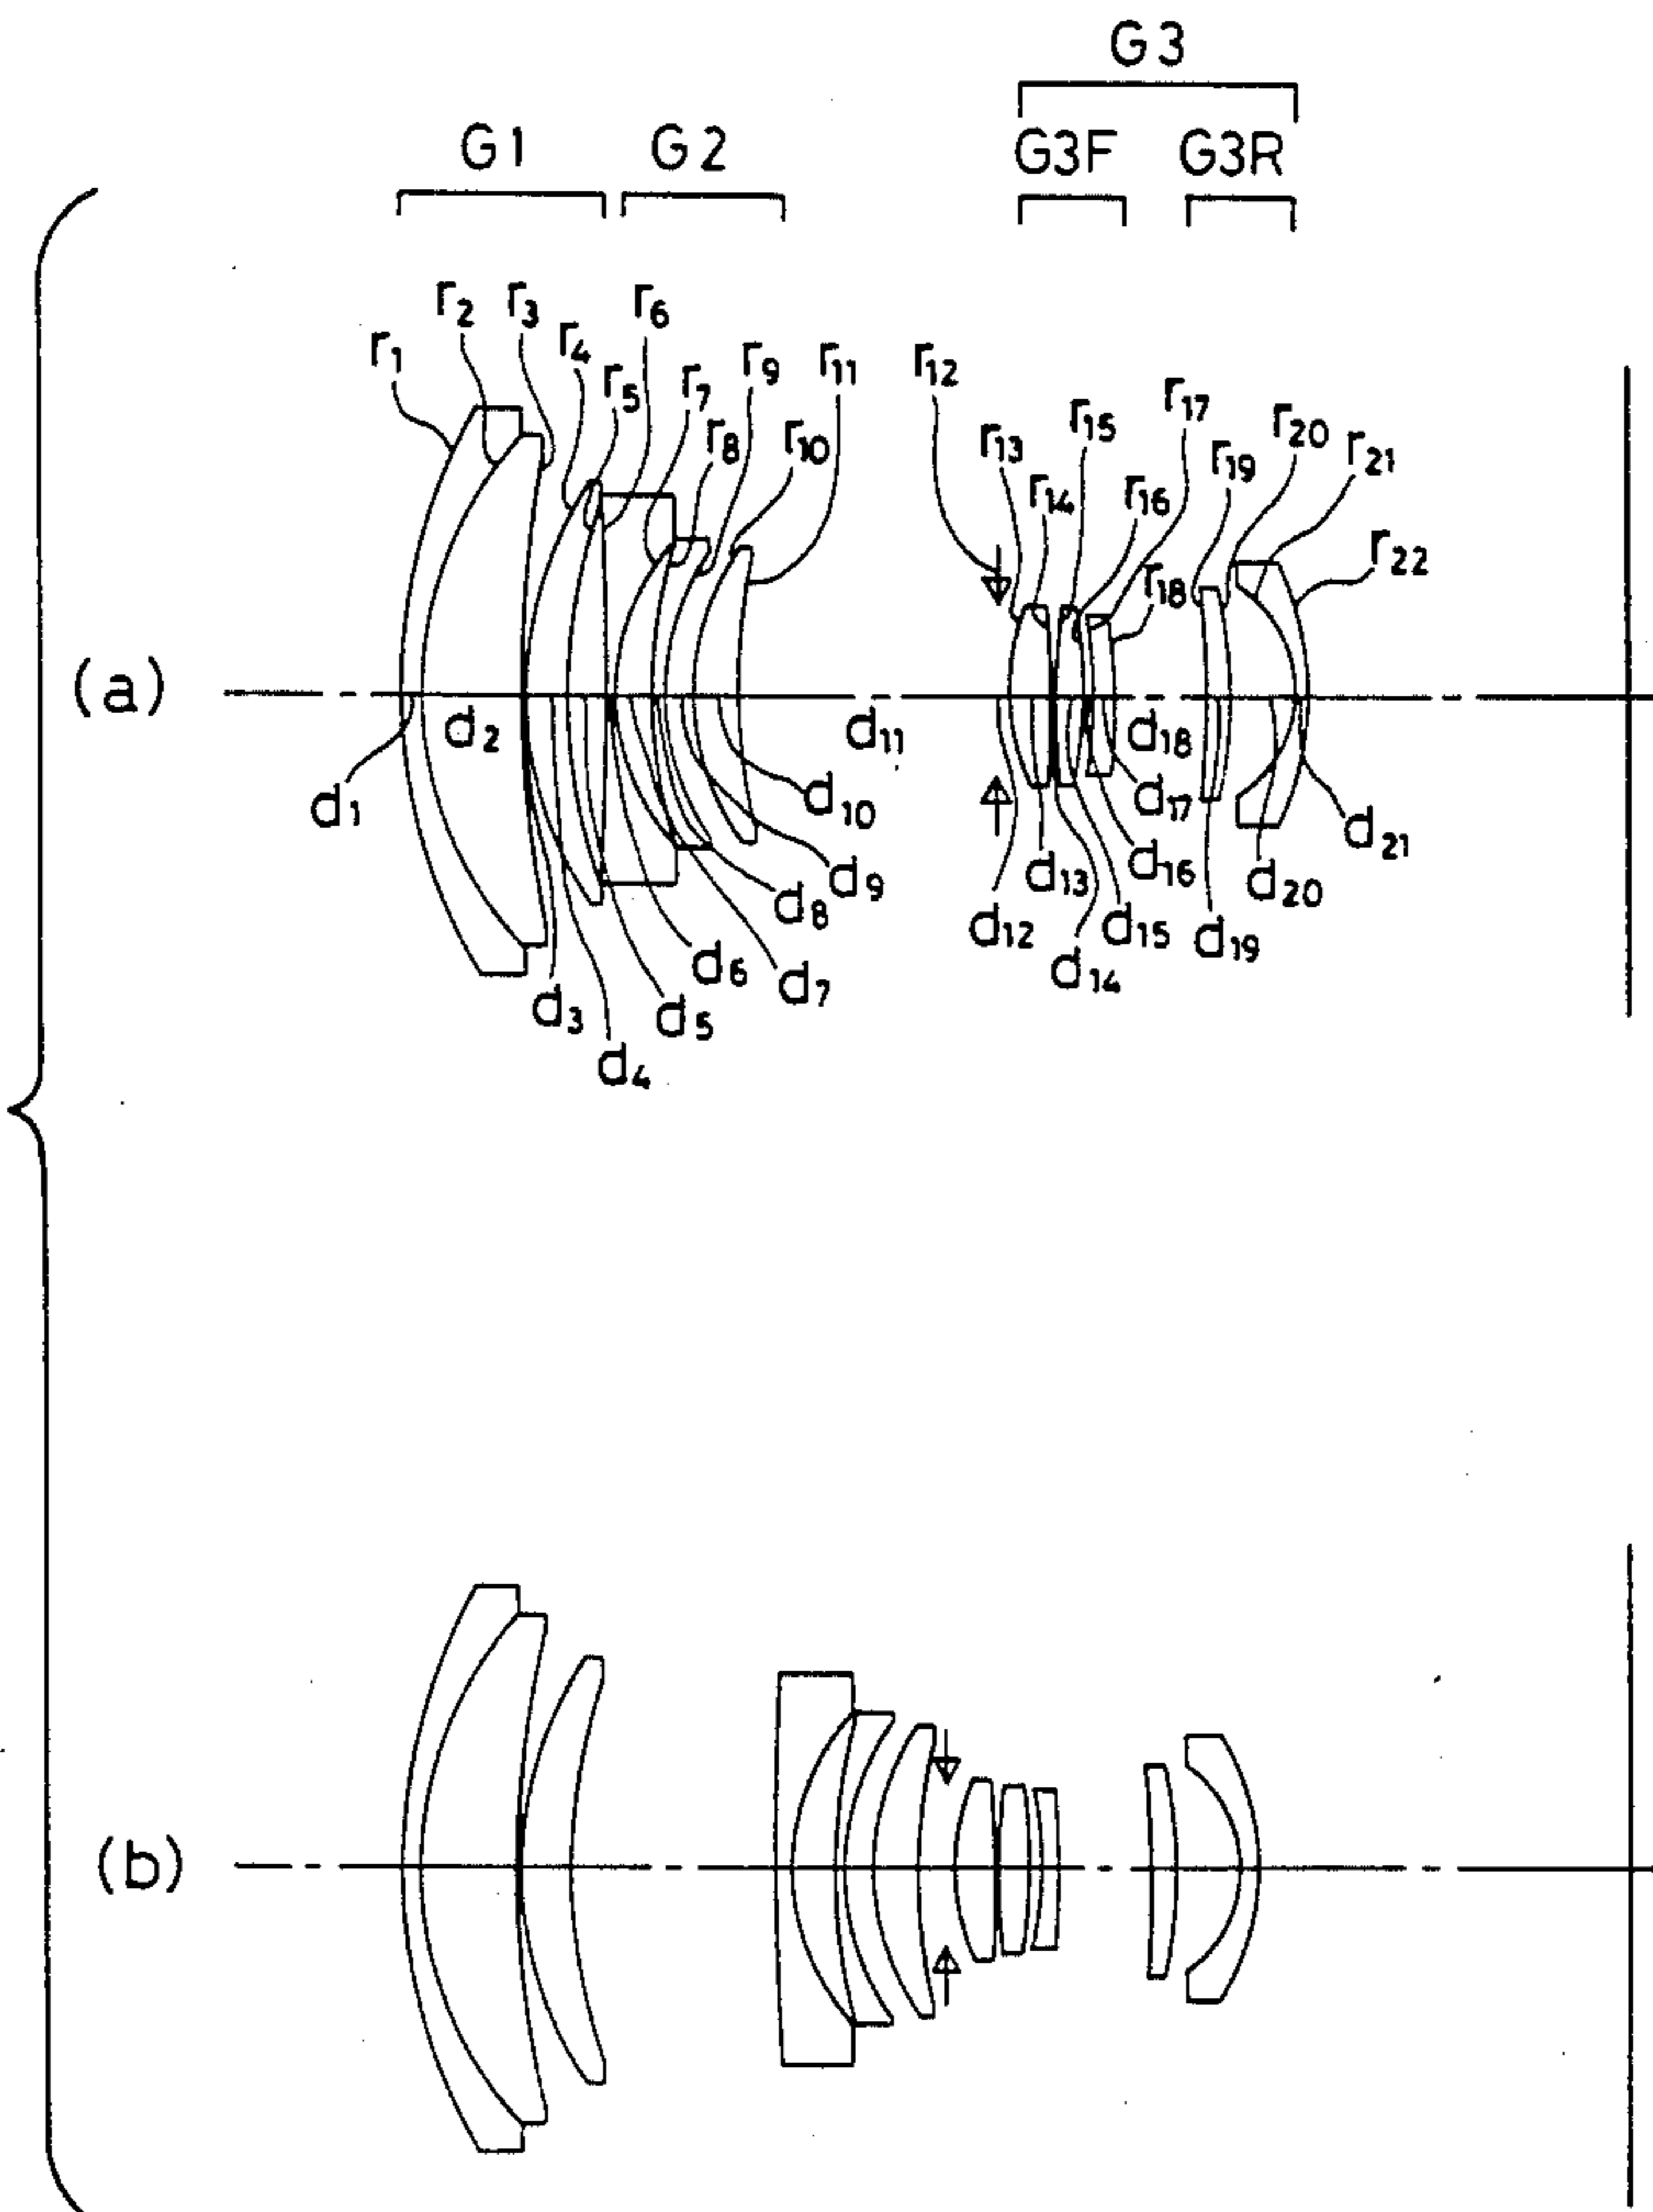 G3
G1 G2 G3F G3R
r2 r3 r6
r1 r4 r5 r7 r9 r11 r12 r17
r8 r10 r13 r14 r15 r16 r19 r20 r21
r18 r22
(a)
d2 d11 d18
d1 d10 d17 d21
d9 d13 d16 d20
d8 d12 d15 d19
d6 d7 d14
d3 d5
d4
(b)